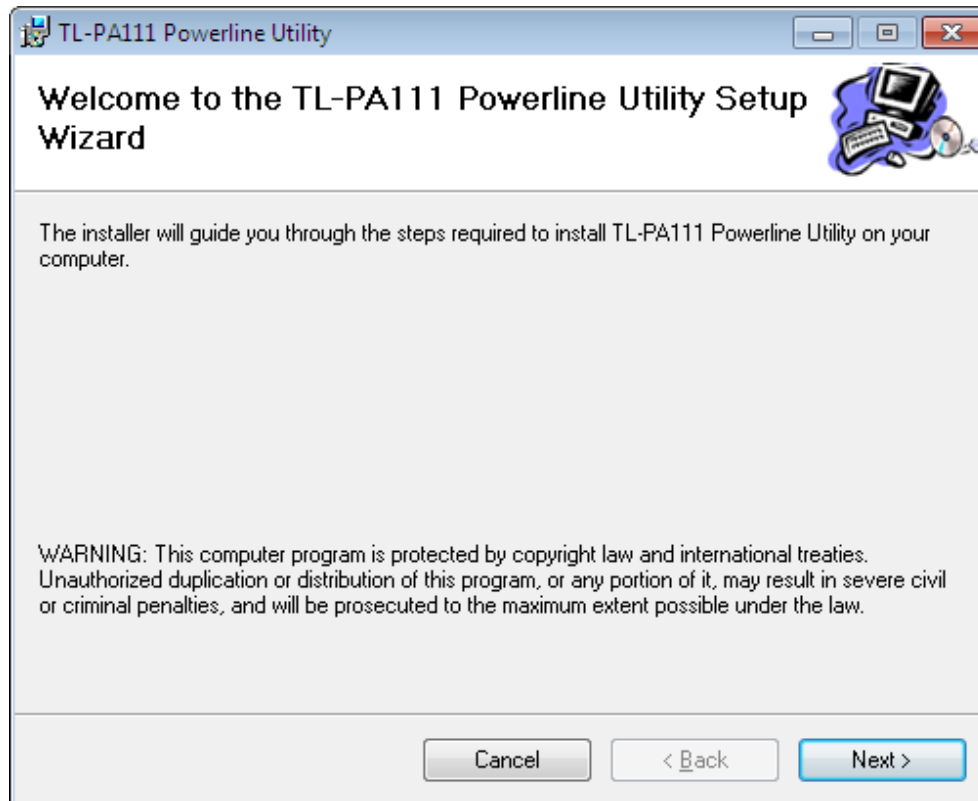 TL-PA111 Powerline Utility
Welcome to the TL-PA111 Powerline Utility Setup
Wizard
The installer will guide you through the steps required to install TL-PA111 Powerline Utility on your
computer.
WARNING: This computer program is protected by copyright law and international treaties.
Unauthorized duplication or distribution of this program, or any portion of it, may result in severe civil
or criminal penalties, and will be prosecuted to the maximum extent possible under the law.
Cancel < Back Next >